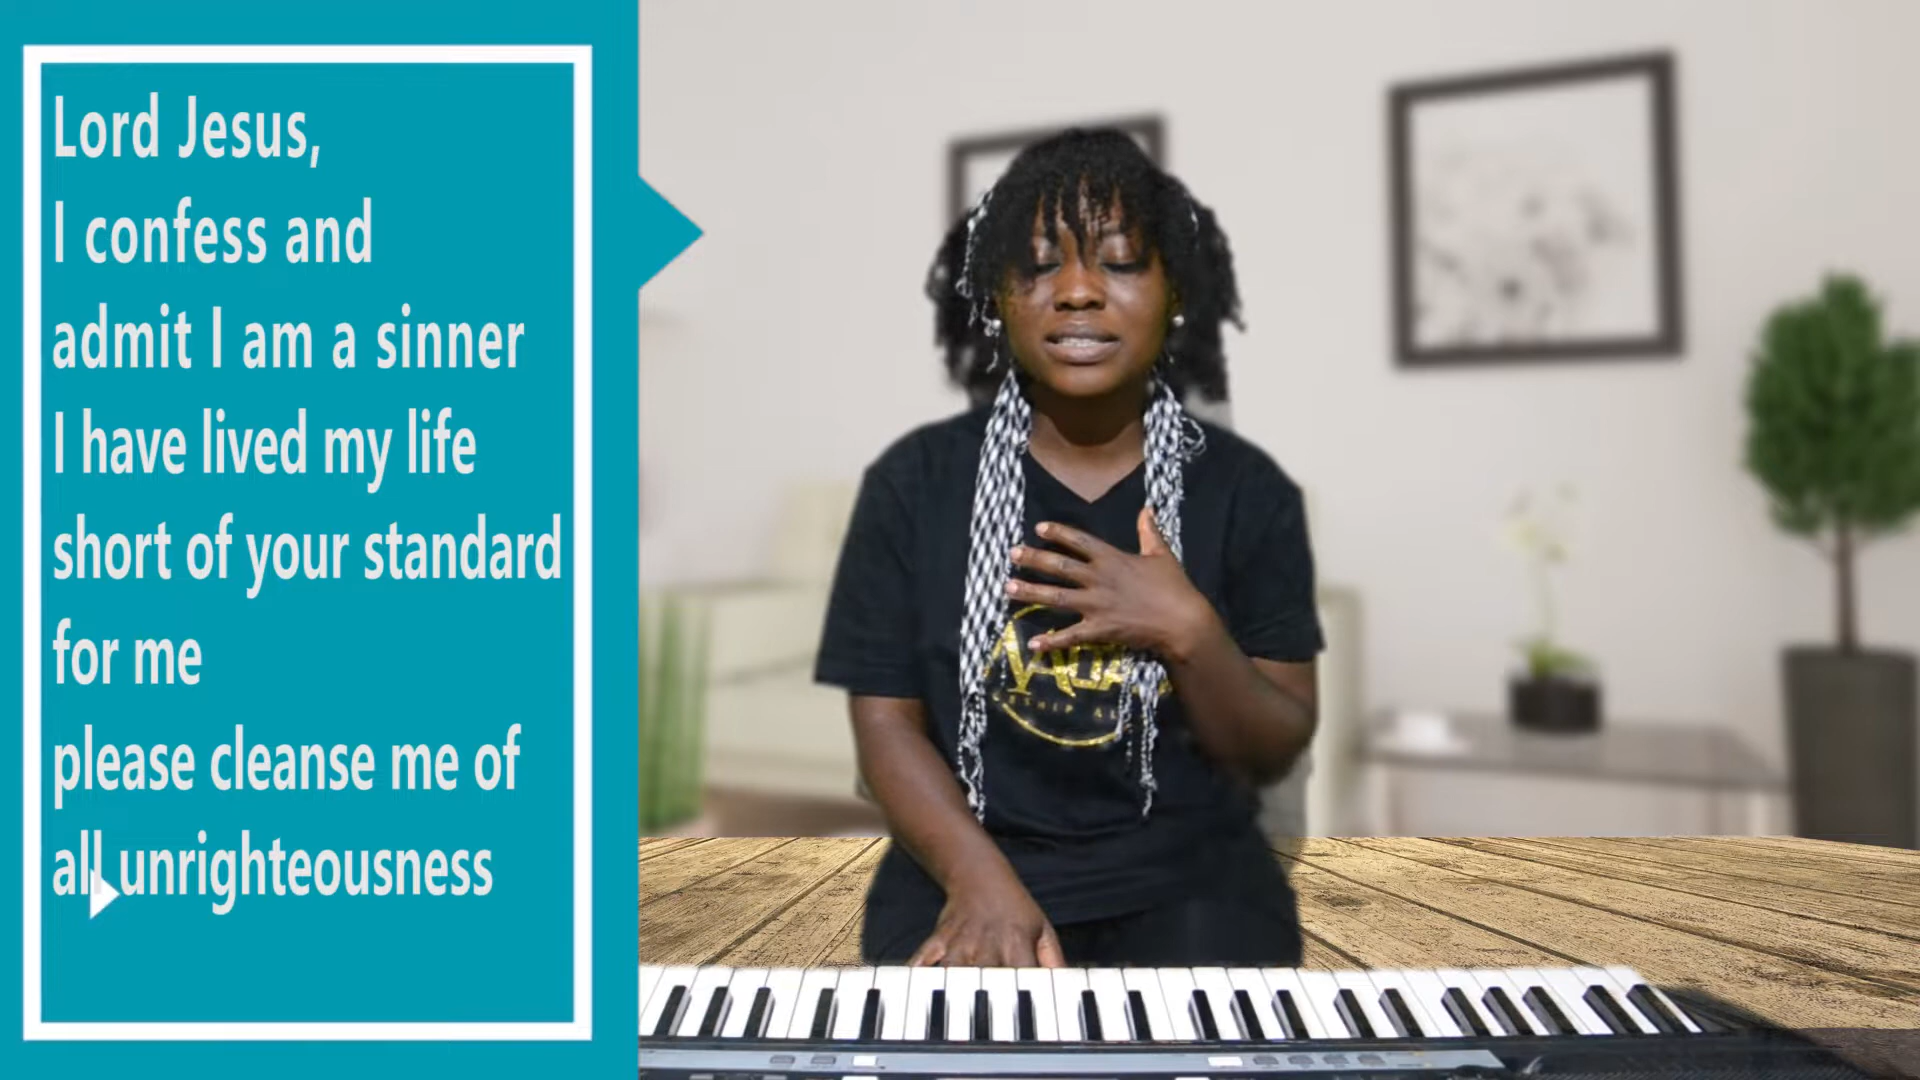 Lord Jesus,
I confess and
admit I am a sinner
I have lived my life
short of your standard
for me
please cleanse me of
all unrighteousness